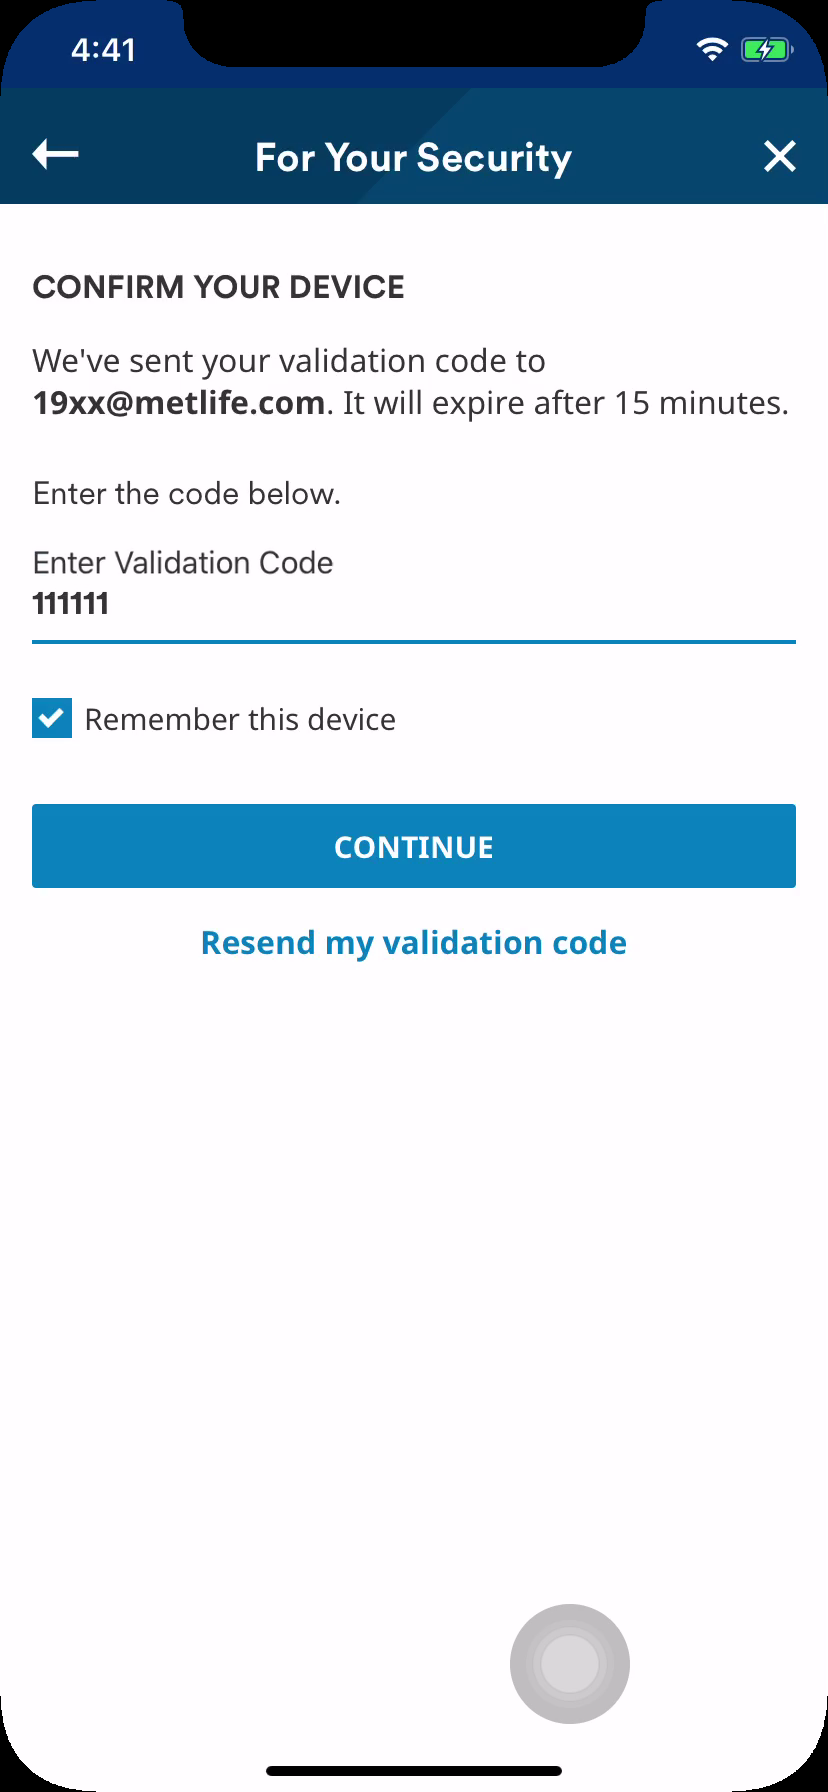 4:41
For Your Security
CONFIRM YOUR DEVICE
We've sent your validation code to
19xx@metlife.com. It will expire after 15 minutes.
Enter the code below.
Enter Validation Code
111111
Remember this device
CONTINUE
Resend my validation code